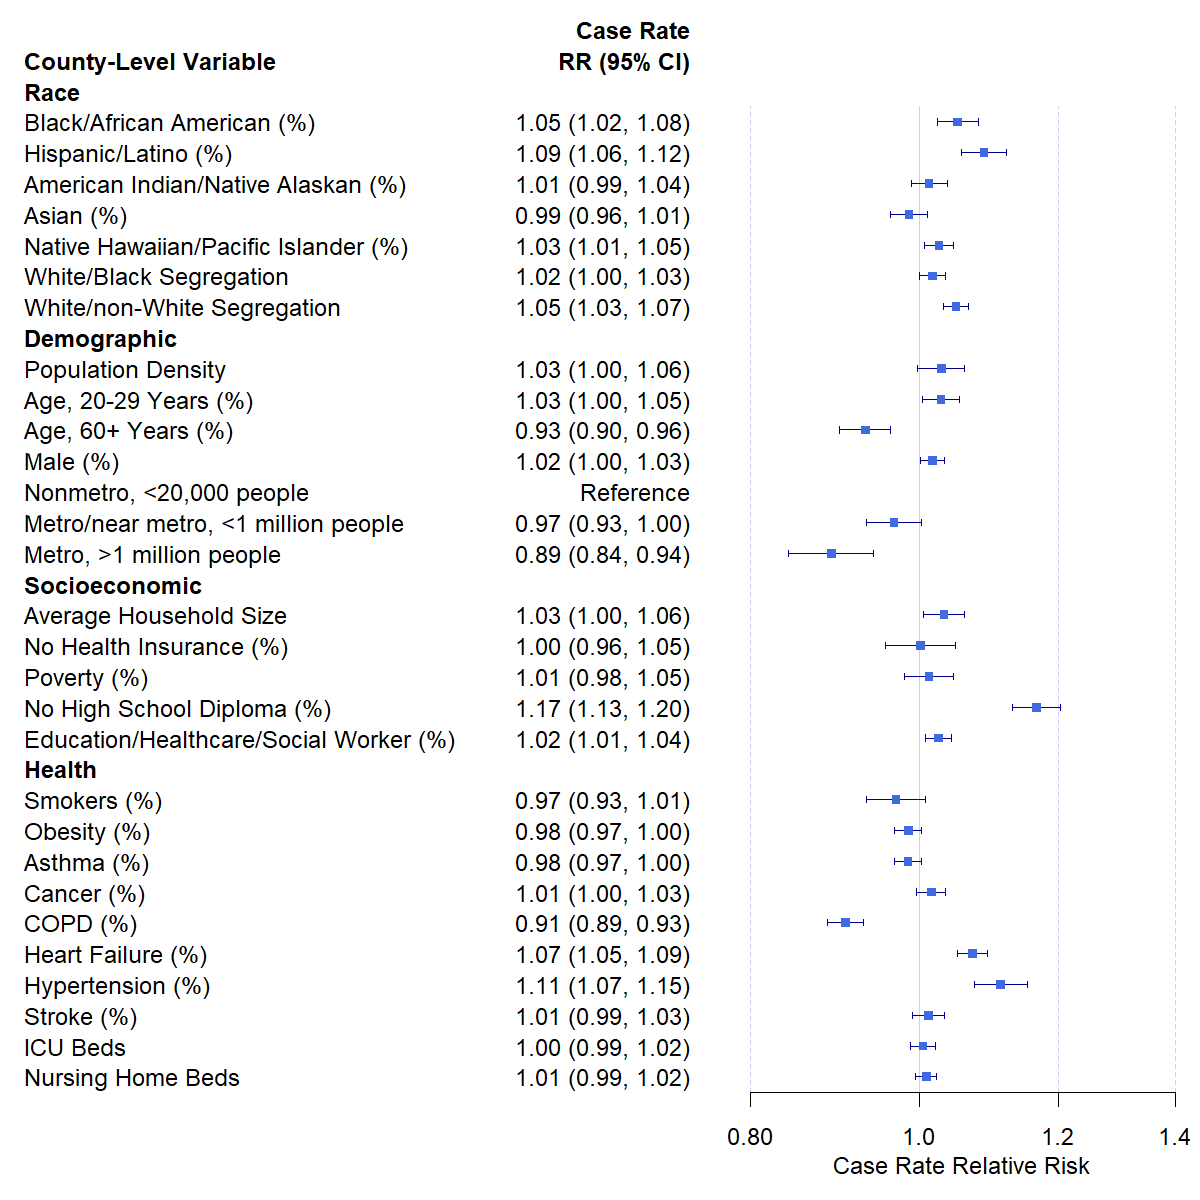 Case Rate
County-Level Variable RR (95% CI)
Race
Black/African American (%) 1.05 (1.02, 1.08)
Hispanic/Latino (%) 1.09 (1.06, 1.12)
American Indian/Native Alaskan (%) 1.01 (0.99, 1.04)
Asian (%) 0.99 (0.96, 1.01)
Native Hawaiian/Pacific Islander (%) 1.03 (1.01, 1.05)
White/Black Segregation 1.02 (1.00, 1.03)
White/non-White Segregation 1.05 (1.03, 1.07)
Demographic
Population Density 1.03 (1.00, 1.06)
Age, 20-29 Years (%) 1.03 (1.00, 1.05)
Age, 60+ Years (%) 0.93 (0.90, 0.96)
Male (%) 1.02 (1.00, 1.03)
Nonmetro, <20,000 people Reference
Metro/near metro, <1 million people 0.97 (0.93, 1.00)
Metro, >1 million people 0.89 (0.84, 0.94)
Socioeconomic
Average Household Size 1.03 (1.00, 1.06)
No Health Insurance (%) 1.00 (0.96, 1.05)
Poverty (%) 1.01 (0.98, 1.05)
No High School Diploma (%) 1.17 (1.13, 1.20)
Education/Healthcare/Social Worker (%) 1.02 (1.01, 1.04)
Health
Smokers (%) 0.97 (0.93, 1.01)
Obesity (%) 0.98 (0.97, 1.00)
Asthma (%) 0.98 (0.97, 1.00)
Cancer (%) 1.01 (1.00, 1.03)
COPD (%) 0.91 (0.89, 0.93)
Heart Failure (%) 1.07 (1.05, 1.09)
Hypertension (%) 1.11 (1.07, 1.15)
Stroke (%) 1.01 (0.99, 1.03)
ICU Beds 1.00 (0.99, 1.02)
Nursing Home Beds 1.01 (0.99, 1.02)
0.80 1.0 1.2 1.4
Case Rate Relative Risk